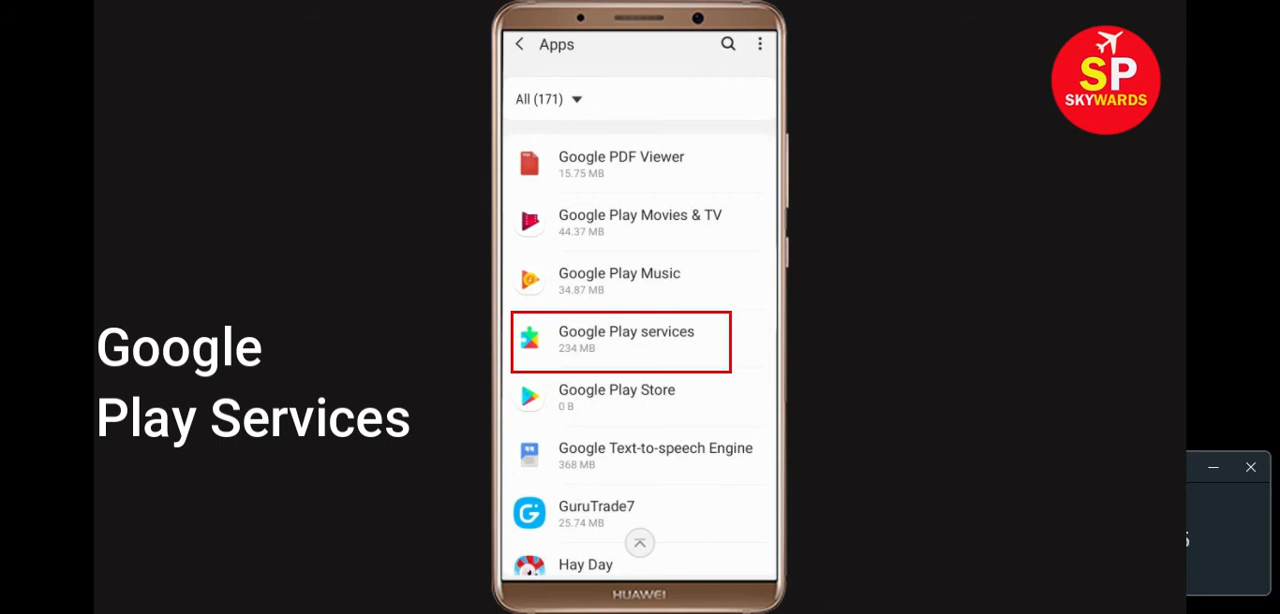 Apps
All (171)
Google PDF Viewer
15.75 MB
Google Play Movies & TV
44.37 MB
Google Play Music
34.87 MB
Google Play services
234 MB
Google Play Store
0 B
Google Text-to-speech Engine
368 MB
GuruTrade7
25.74 MB
Hay Day
HUAWEI
Google
Play Services
SP
SKYWARDS